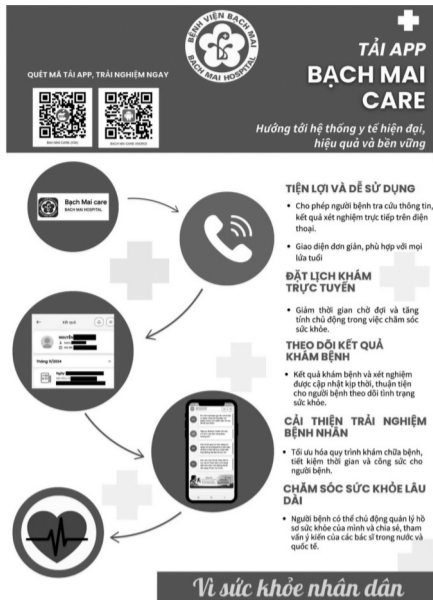 BỆNH VIỆN BẠCH MAI
BACH MAI HOSPITAL
QUÉT MÃ TẢI APP, TRẢI NGHIỆM NGAY
TẢI APP
BẠCH MAI
CARE
Hướng tới hệ thống y tế hiện đại,
hiệu quả và bền vững
Bạch Mai care
BACH MAI HOSPITAL
TIỆN LỢI VÀ DỄ SỬ DỤNG
• Cho phép người bệnh tra cứu thông tin,
kết quả xét nghiệm trực tiếp trên điện
thoại.
• Giao diện đơn giản, phù hợp với mọi
lứa tuổi
ĐẶT LỊCH KHÁM
TRỰC TUYẾN
• Giảm thời gian chờ đợi và tăng
tính chủ động trong việc chăm sóc
sức khỏe.
Kết quả
NGUYỄN
Tháng 9/2024
Ngày
THEO DÕI KẾT QUẢ
KHÁM BỆNH
• Kết quả khám bệnh và xét nghiệm
được cập nhật kịp thời, thuận tiện
cho người bệnh theo dõi tình trạng
sức khỏe.
CẢI THIỆN TRẢI NGHIỆM
BỆNH NHÂN
• Tối ưu hóa quy trình khám chữa bệnh,
tiết kiệm thời gian và công sức cho
người bệnh.
CHĂM SÓC SỨC KHỎE LÂU
DÀI
• Người bệnh có thể chủ động quản lý hồ
sơ sức khỏe của mình và chia sẻ, tham
vấn ý kiến của các bác sĩ trong nước và
quốc tế.
Vì sức khỏe nhân dân